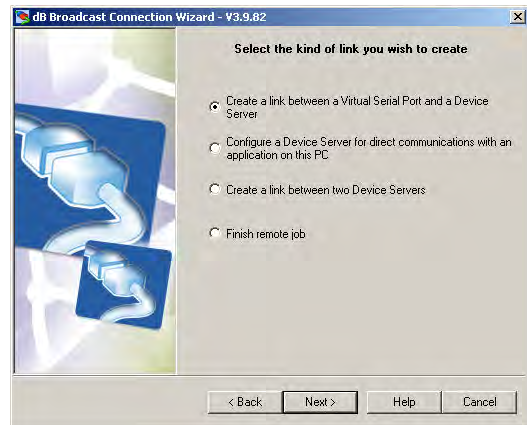 dB Broadcast Connection Wizard - V3.9.82
Select the kind of link you wish to create
Create a link between a Virtual Serial Port and a Device
Server
Configure a Device Server for direct communications with an
application on this PC
Create a link between two Device Servers
Finish remote job
< Back
Next >
Help
Cancel